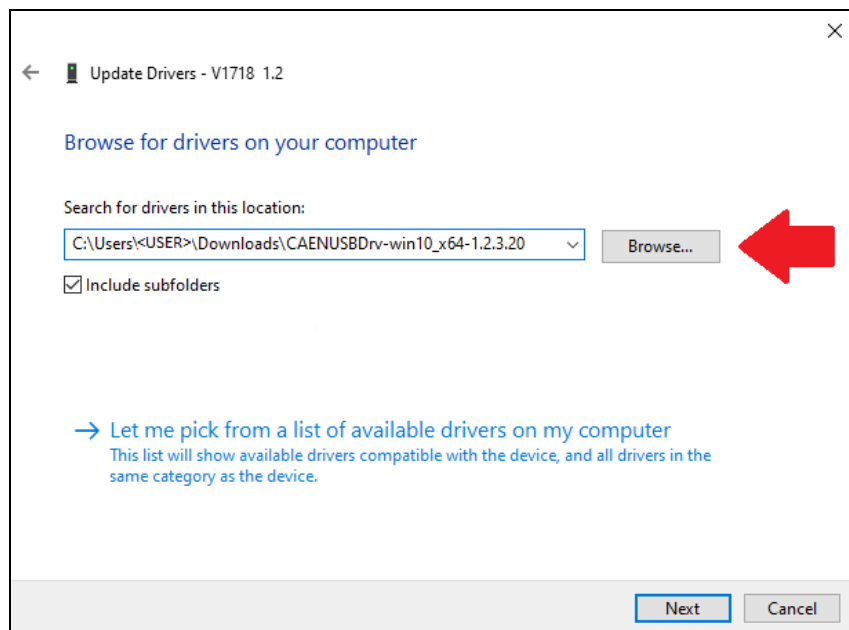 Update Drivers - V1718 1.2
Browse for drivers on your computer
Search for drivers in this location:
C:\Users\<USER>\Downloads\CAENUSBDrv-win10_x64-1.2.3.20
Browse...
Include subfolders
Let me pick from a list of available drivers on my computer
This list will show available drivers compatible with the device, and all drivers in the
same category as the device.
Next
Cancel